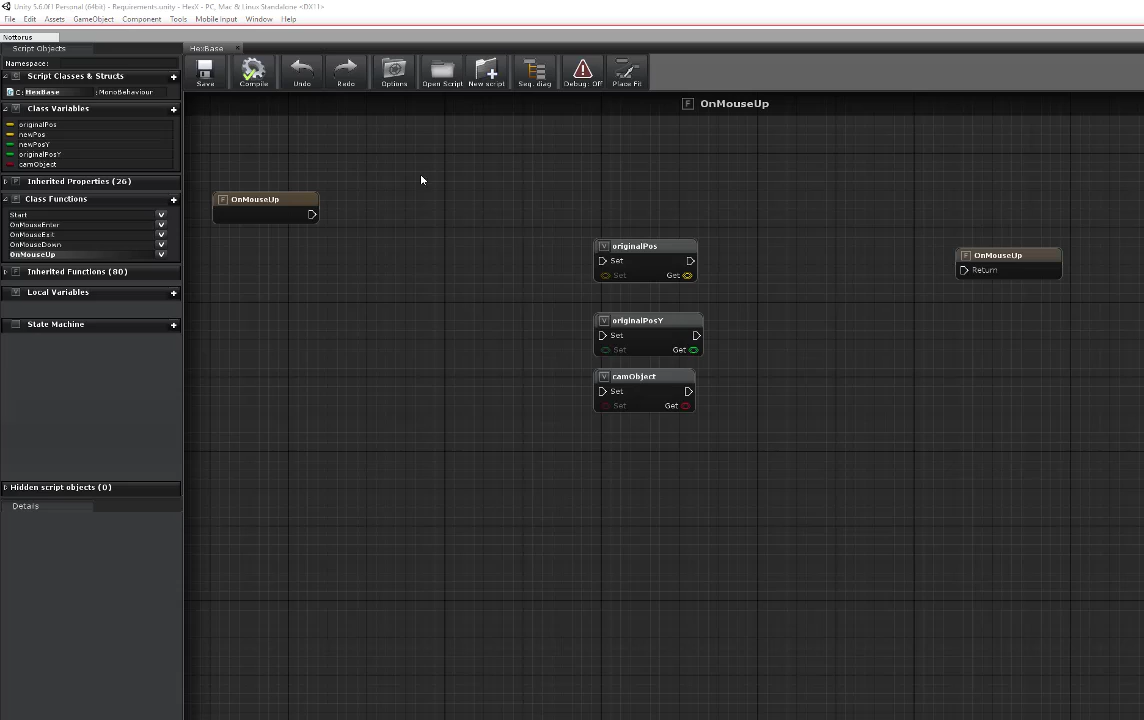 Unity 5.6.0f1 Personal (64bit) - Requirements.unity - HexX - PC, Mac & Linux Standalone <DX11>
File Edit Assets GameObject Component Tools Mobile Input Window Help
Nottorus
Script Objects
HexBase
Namespace:
Script Classes & Structs
C: HexBase :MonoBehaviour
Save Compile Undo Redo Options Open Script New script Seq. diag Debug: Off Place Fit
F OnMouseUp
V Class Variables
originalPos
newPos
newPosY
originalPosY
camObject
Inherited Properties (26)
F Class Functions
Start V
OnMouseEnter V
OnMouseExit V
OnMouseDown V
OnMouseUp V
F Inherited Functions (80)
V Local Variables
State Machine
Hidden script objects (0)
Details
F OnMouseUp
V originalPos
Set
Set Get
V originalPosY
Set
Set Get
V camObject
Set
Set Get
F OnMouseUp
Return